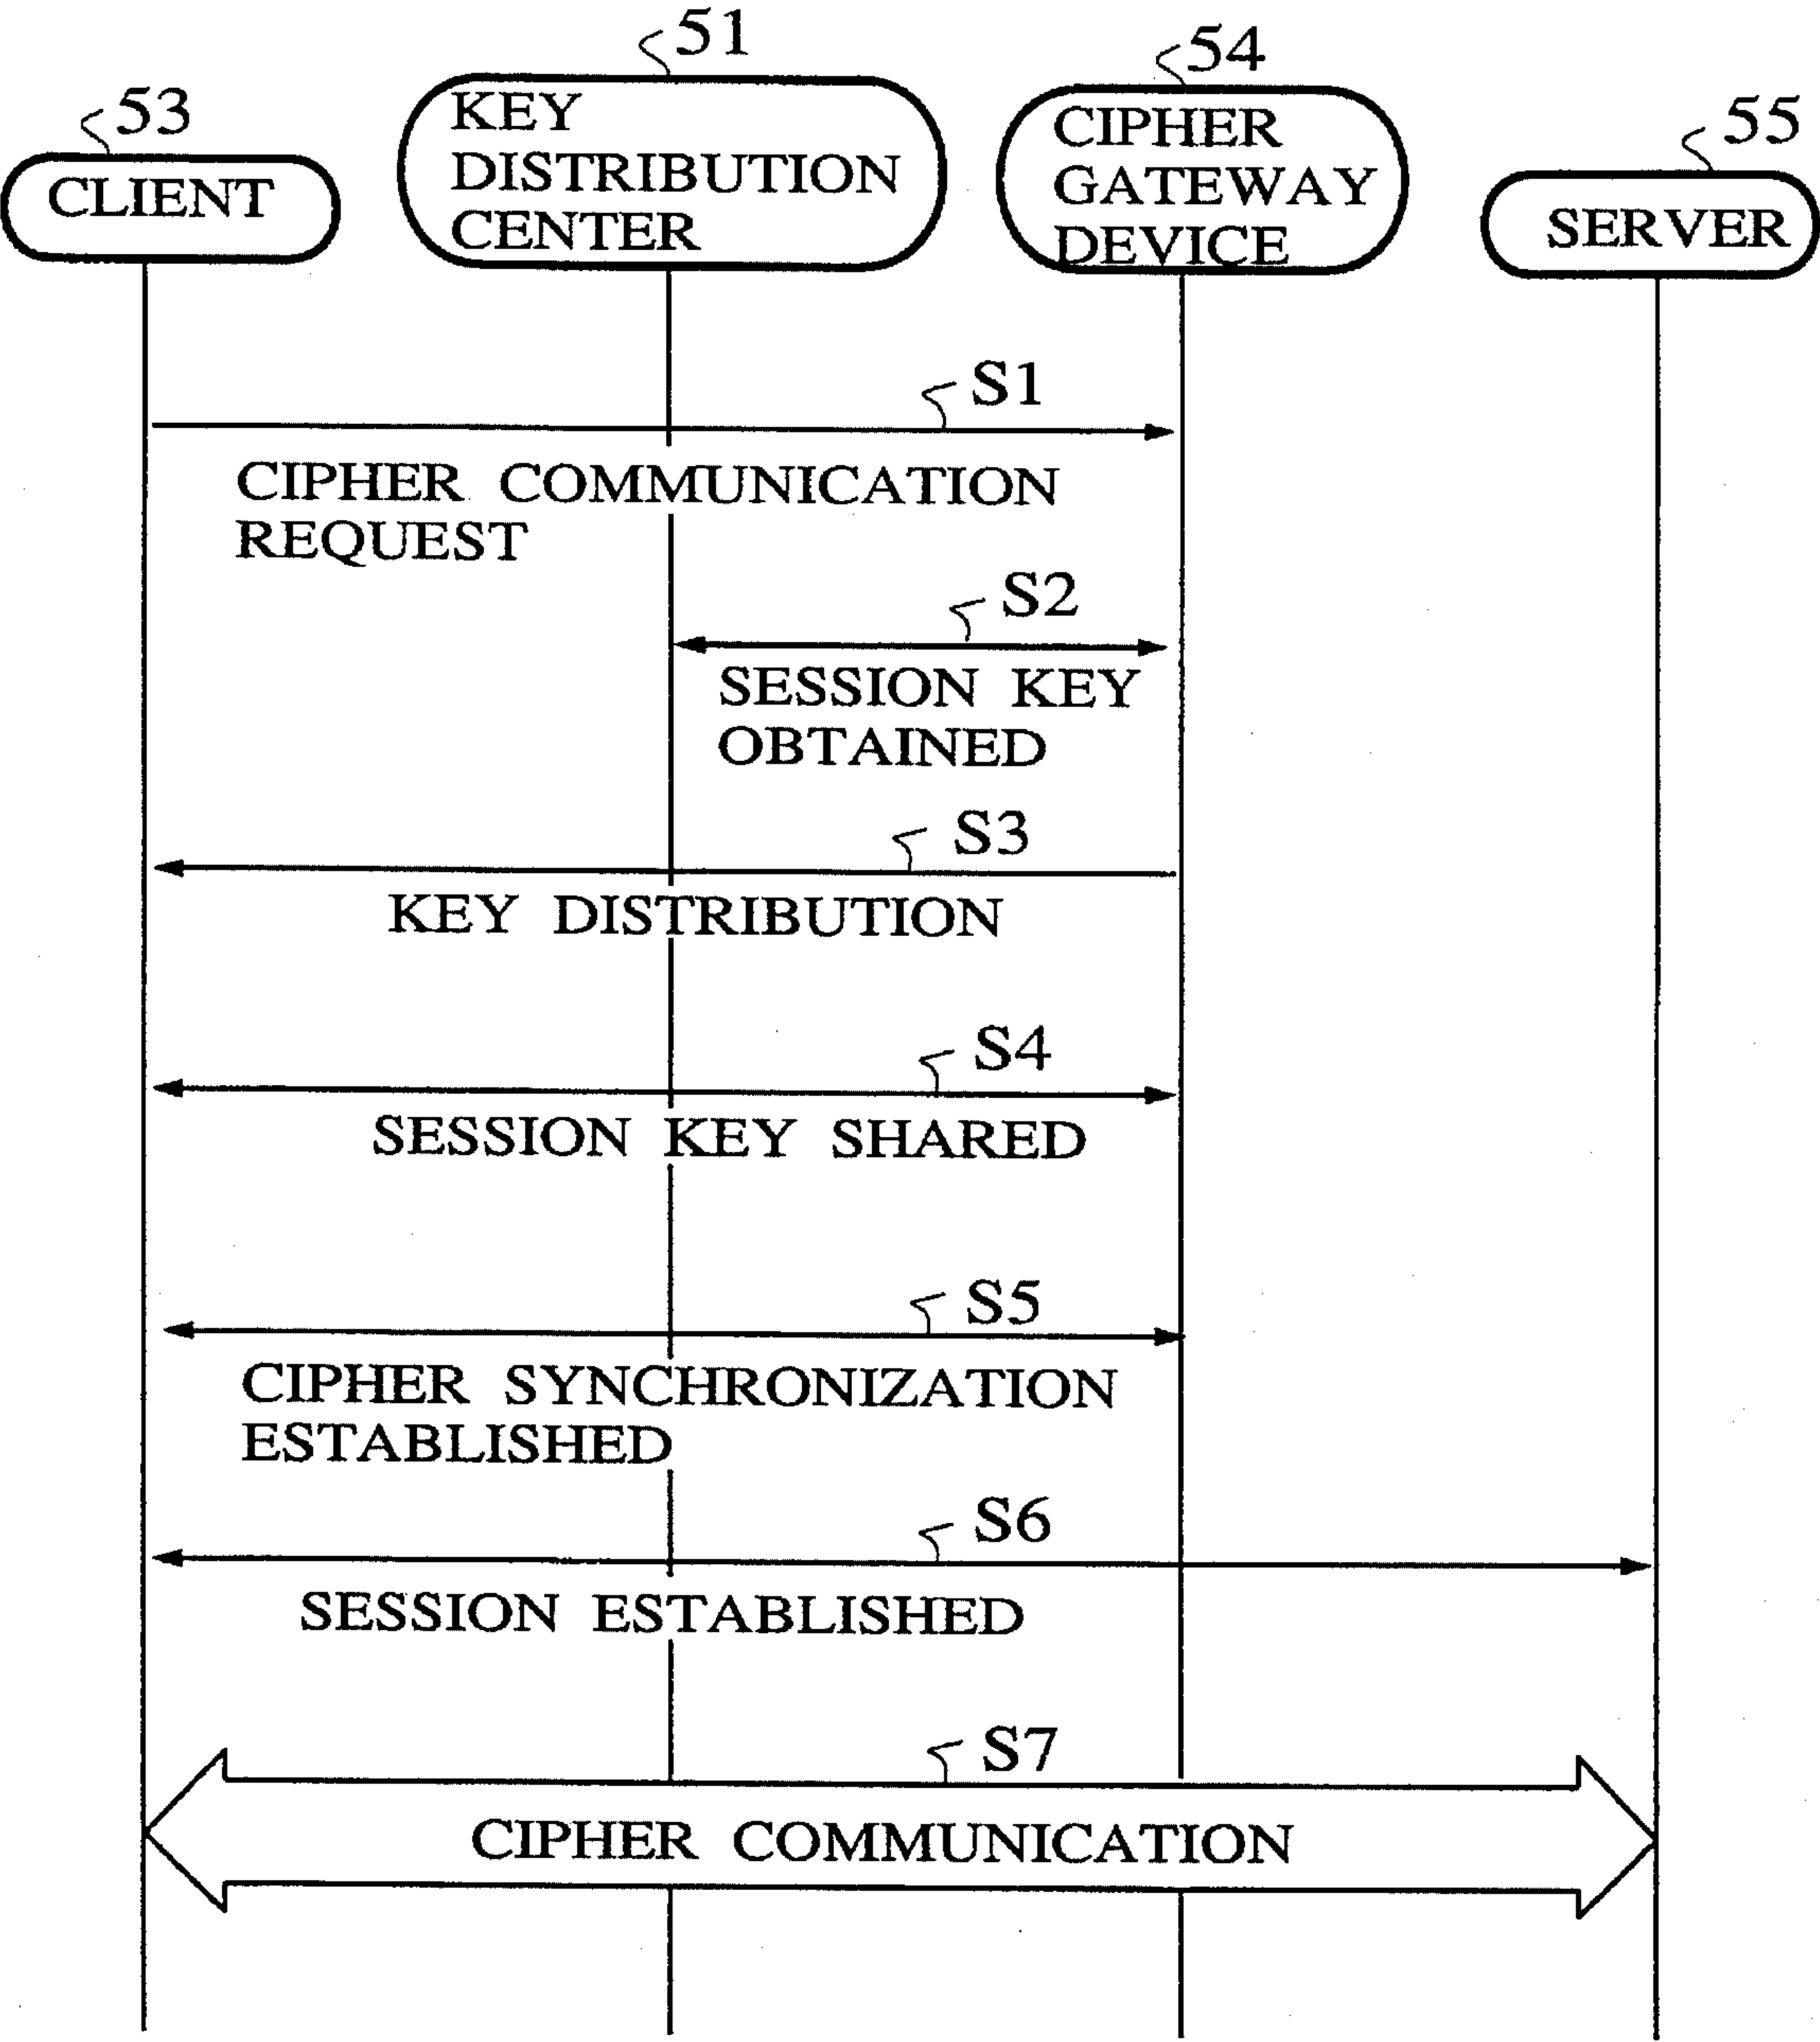 51
54
53
55
KEY
DISTRIBUTION
CENTER
CIPHER
GATEWAY
DEVICE
CLIENT
SERVER
S1
CIPHER COMMUNICATION
REQUEST
S2
SESSION KEY
OBTAINED
S3
KEY DISTRIBUTION
S4
SESSION KEY SHARED
S5
CIPHER SYNCHRONIZATION
ESTABLISHED
S6
SESSION ESTABLISHED
S7
CIPHER COMMUNICATION